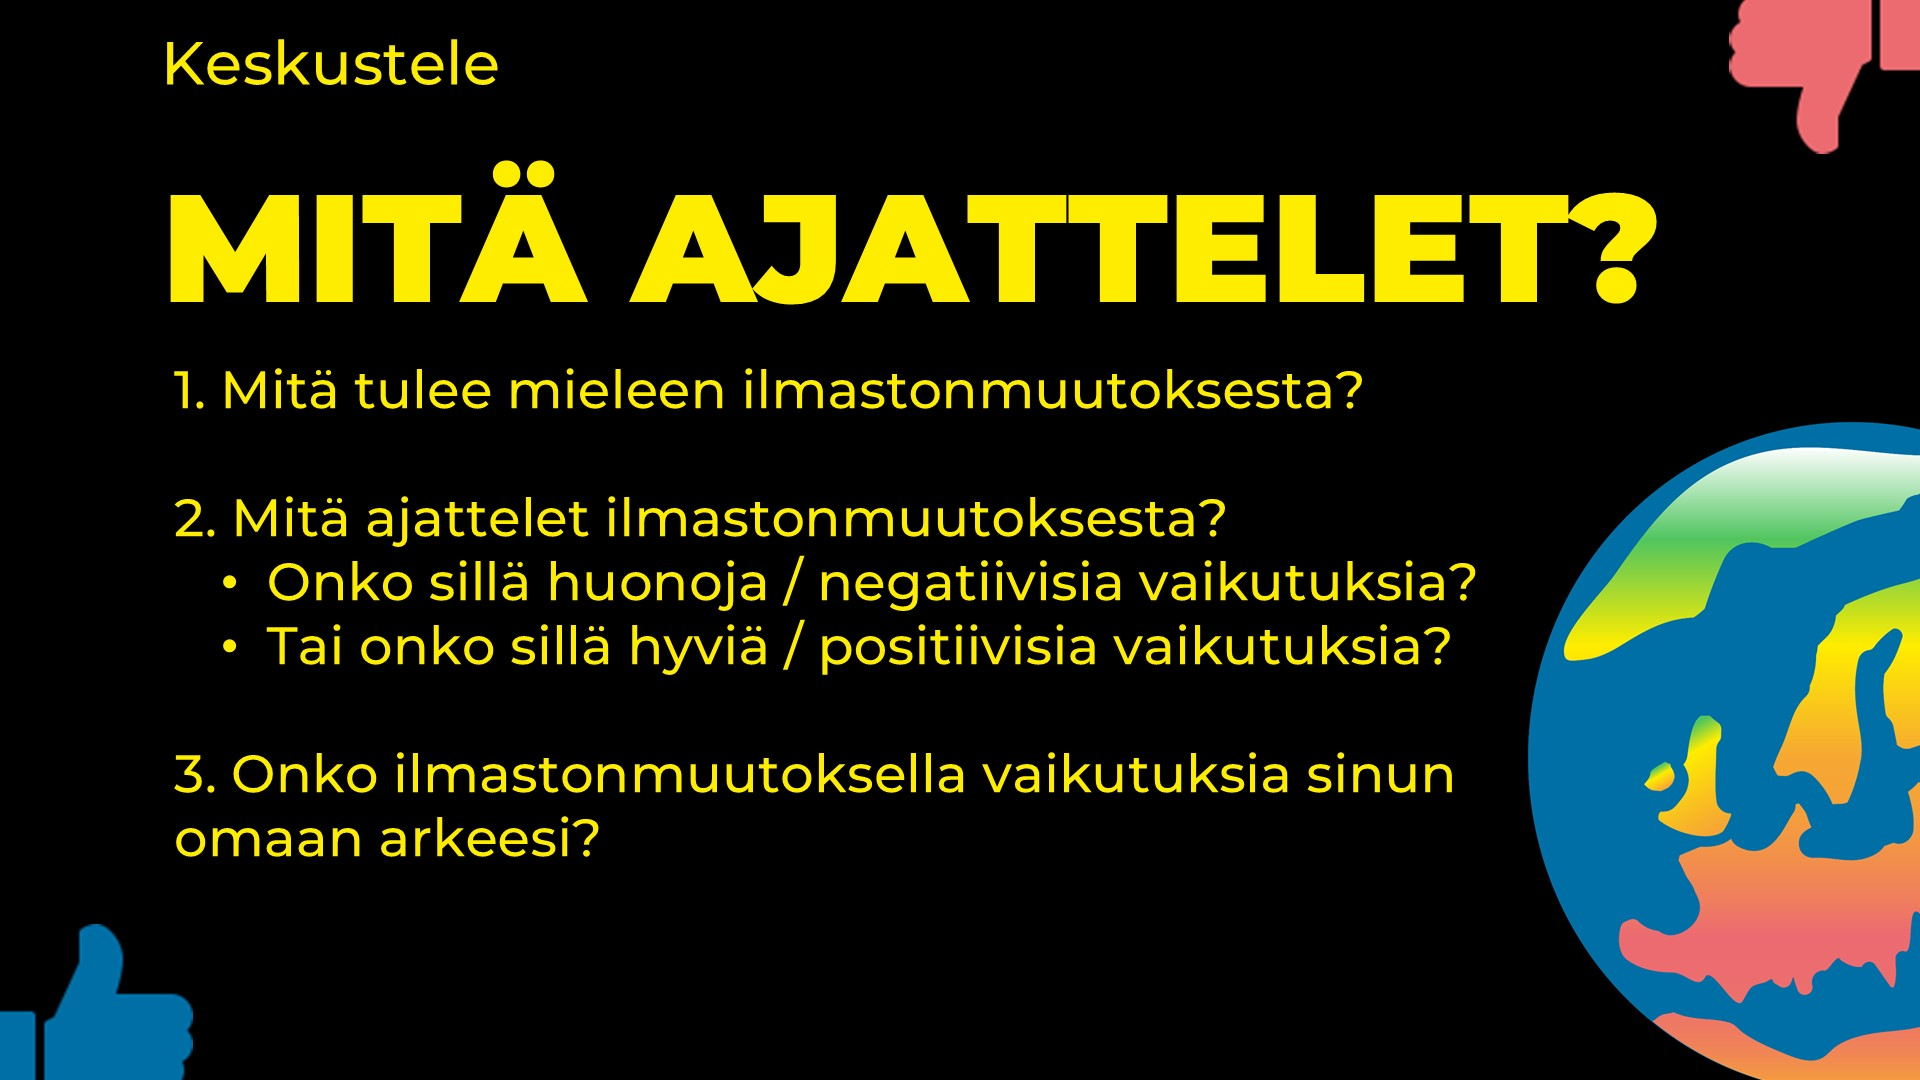 Keskustele
MITÄ AJATTELET?
1. Mitä tulee mieleen ilmastonmuutoksesta?
2. Mitä ajattelet ilmastonmuutoksesta?
• Onko sillä huonoja / negatiivisia vaikutuksia?
• Tai onko sillä hyviä / positiivisia vaikutuksia?
3. Onko ilmastonmuutoksella vaikutuksia sinun
omaan arkeesi?